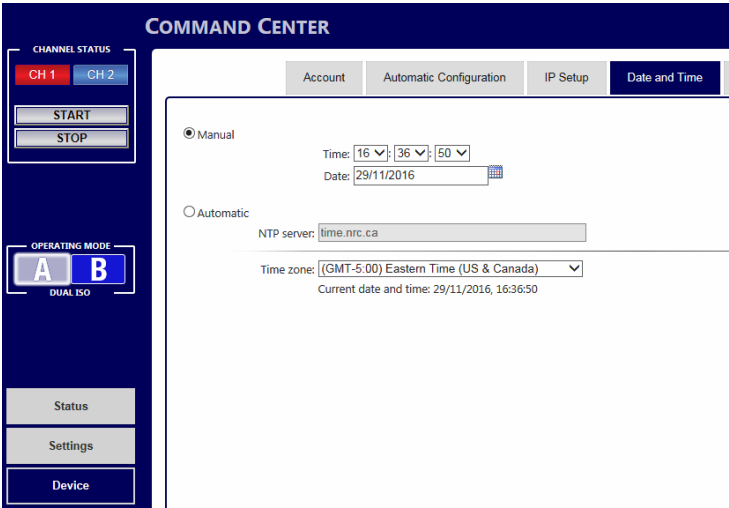 COMMAND CENTER
CHANNEL STATUS
CH 1 CH 2
START
STOP
OPERATING MODE
A B
DUAL ISO
Status
Settings
Device
Account Automatic Configuration IP Setup Date and Time
Manual
Time: 16 : 36 : 50
Date: 29/11/2016
Automatic
NTP server: time.nrc.ca
Time zone: (GMT-5:00) Eastern Time (US & Canada)
Current date and time: 29/11/2016, 16:36:50